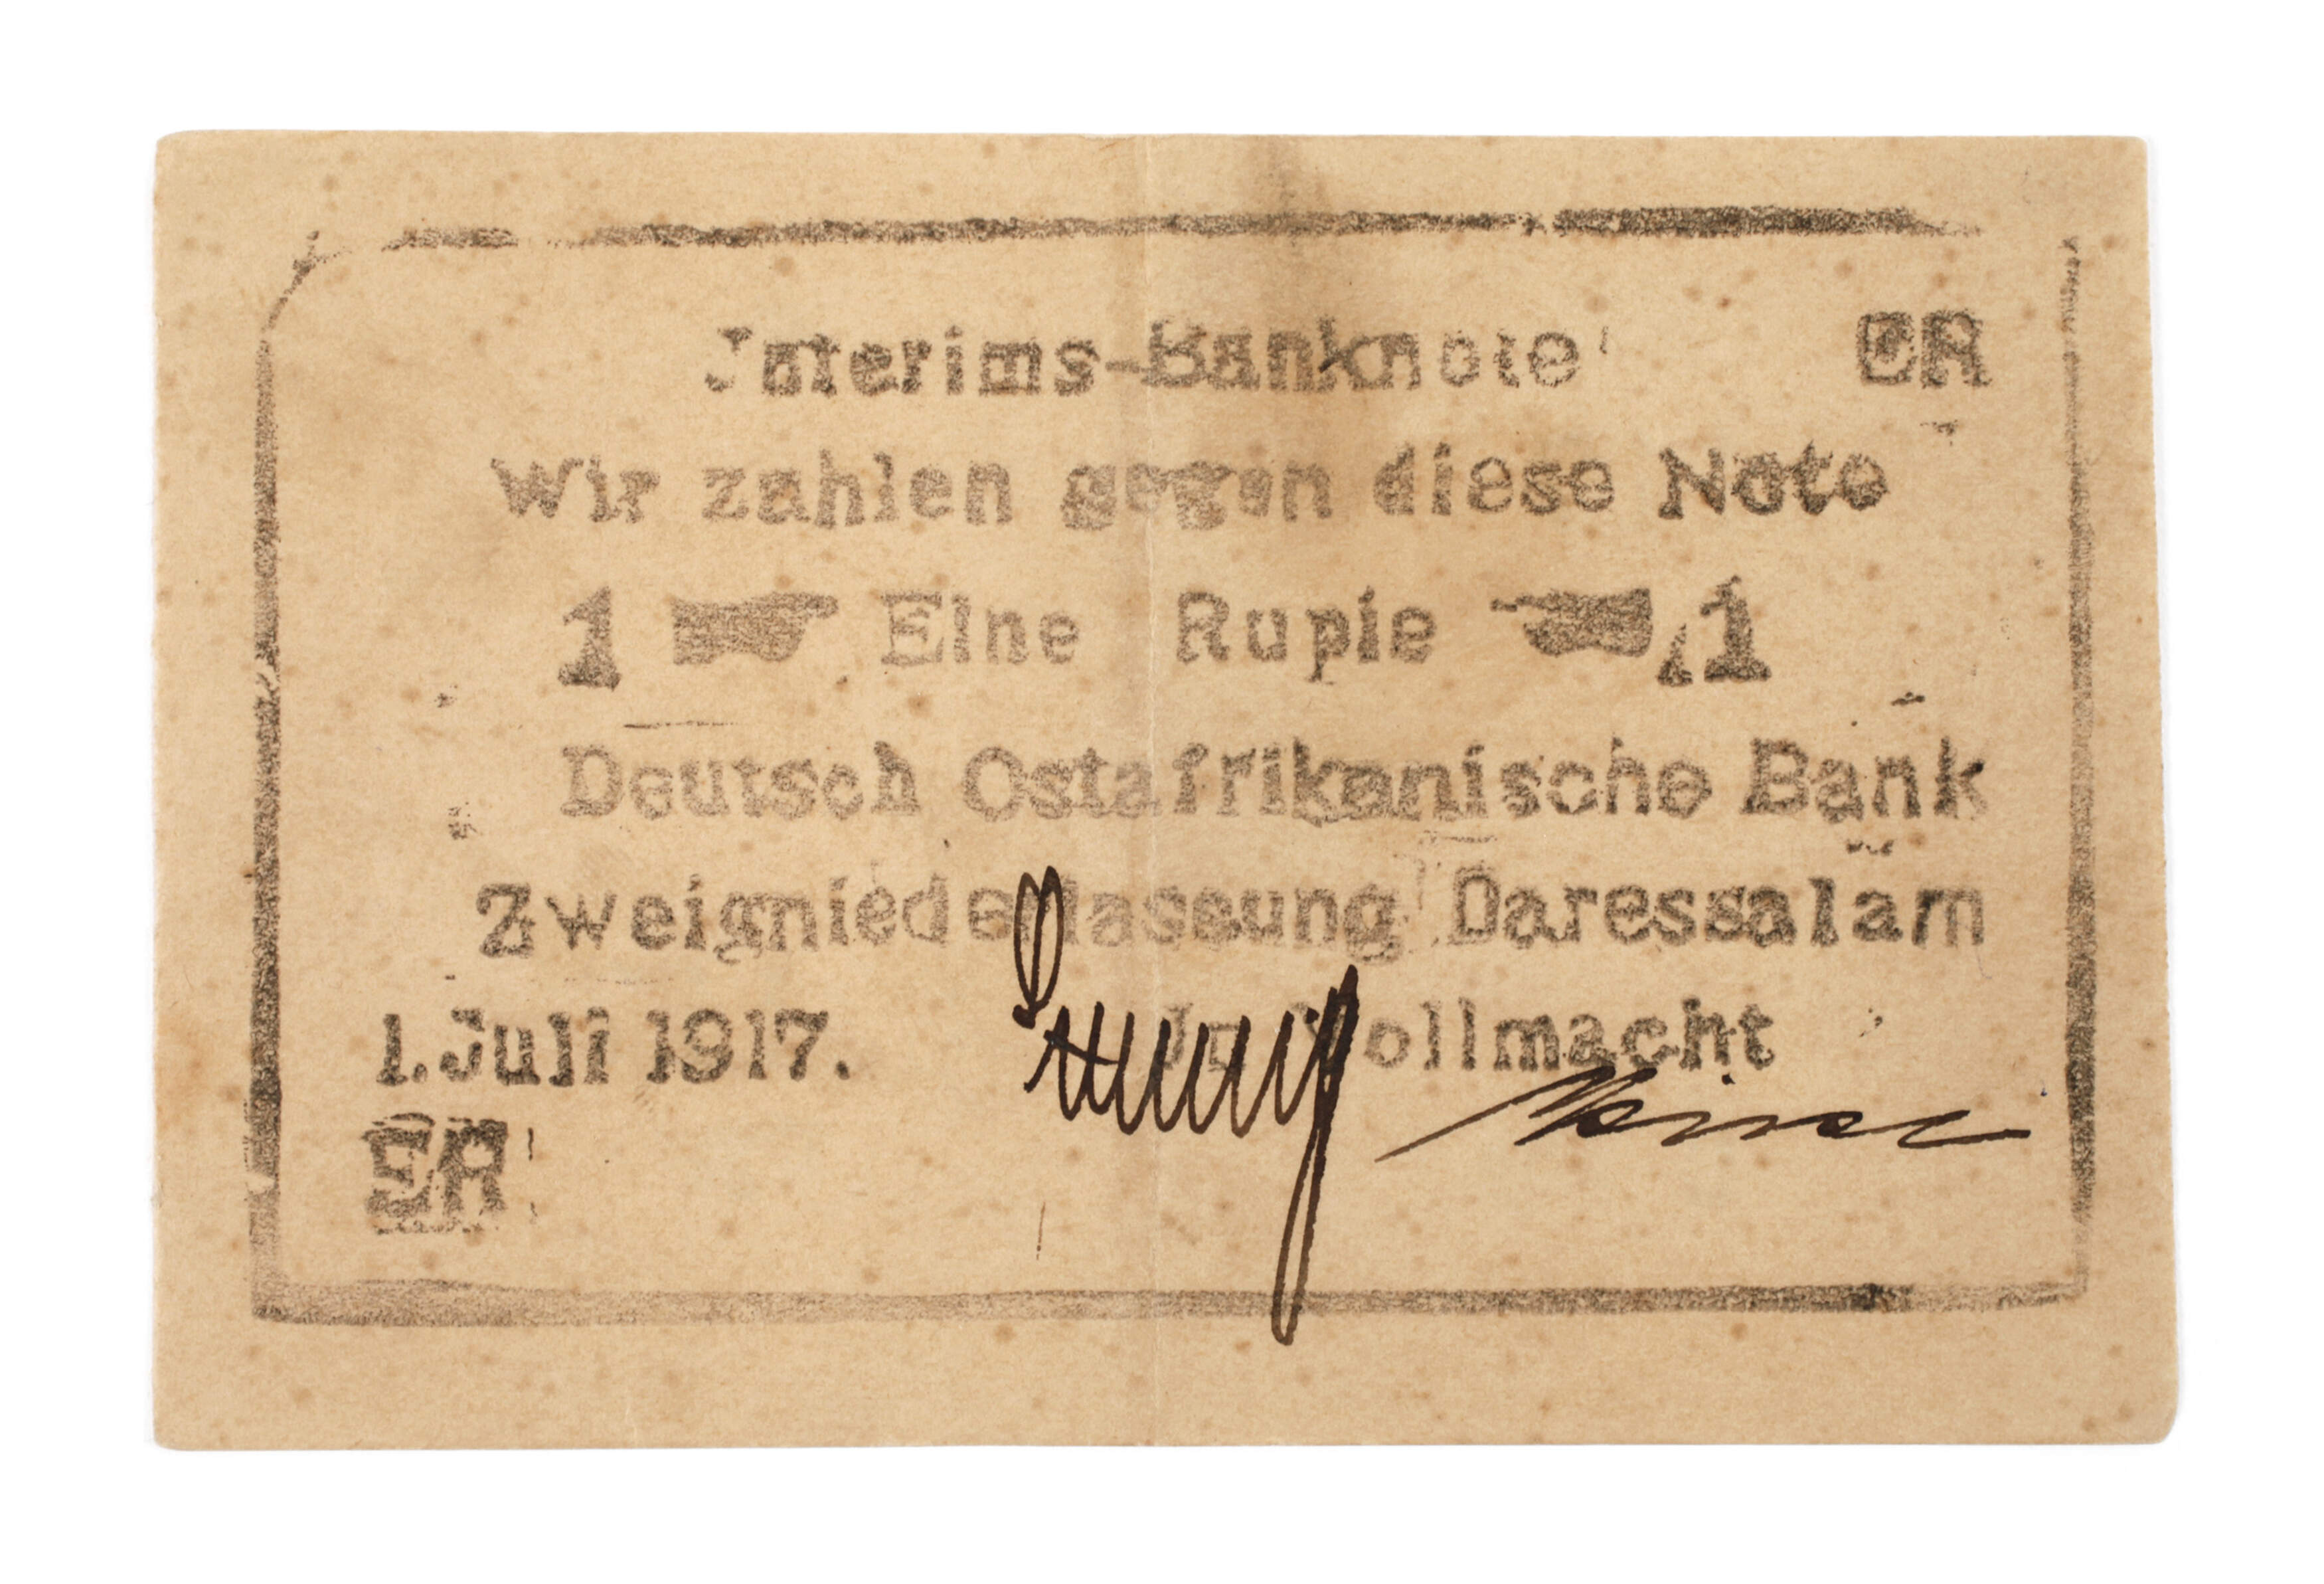 Interims-Banknote ER
Wir zahlen gegen diese Note
1 Eine Rupie 1
Deutsch Ostafrikanische Bank
Zweigniederlassung Daressalam
1. Juli 1917. In Vollmacht
ER